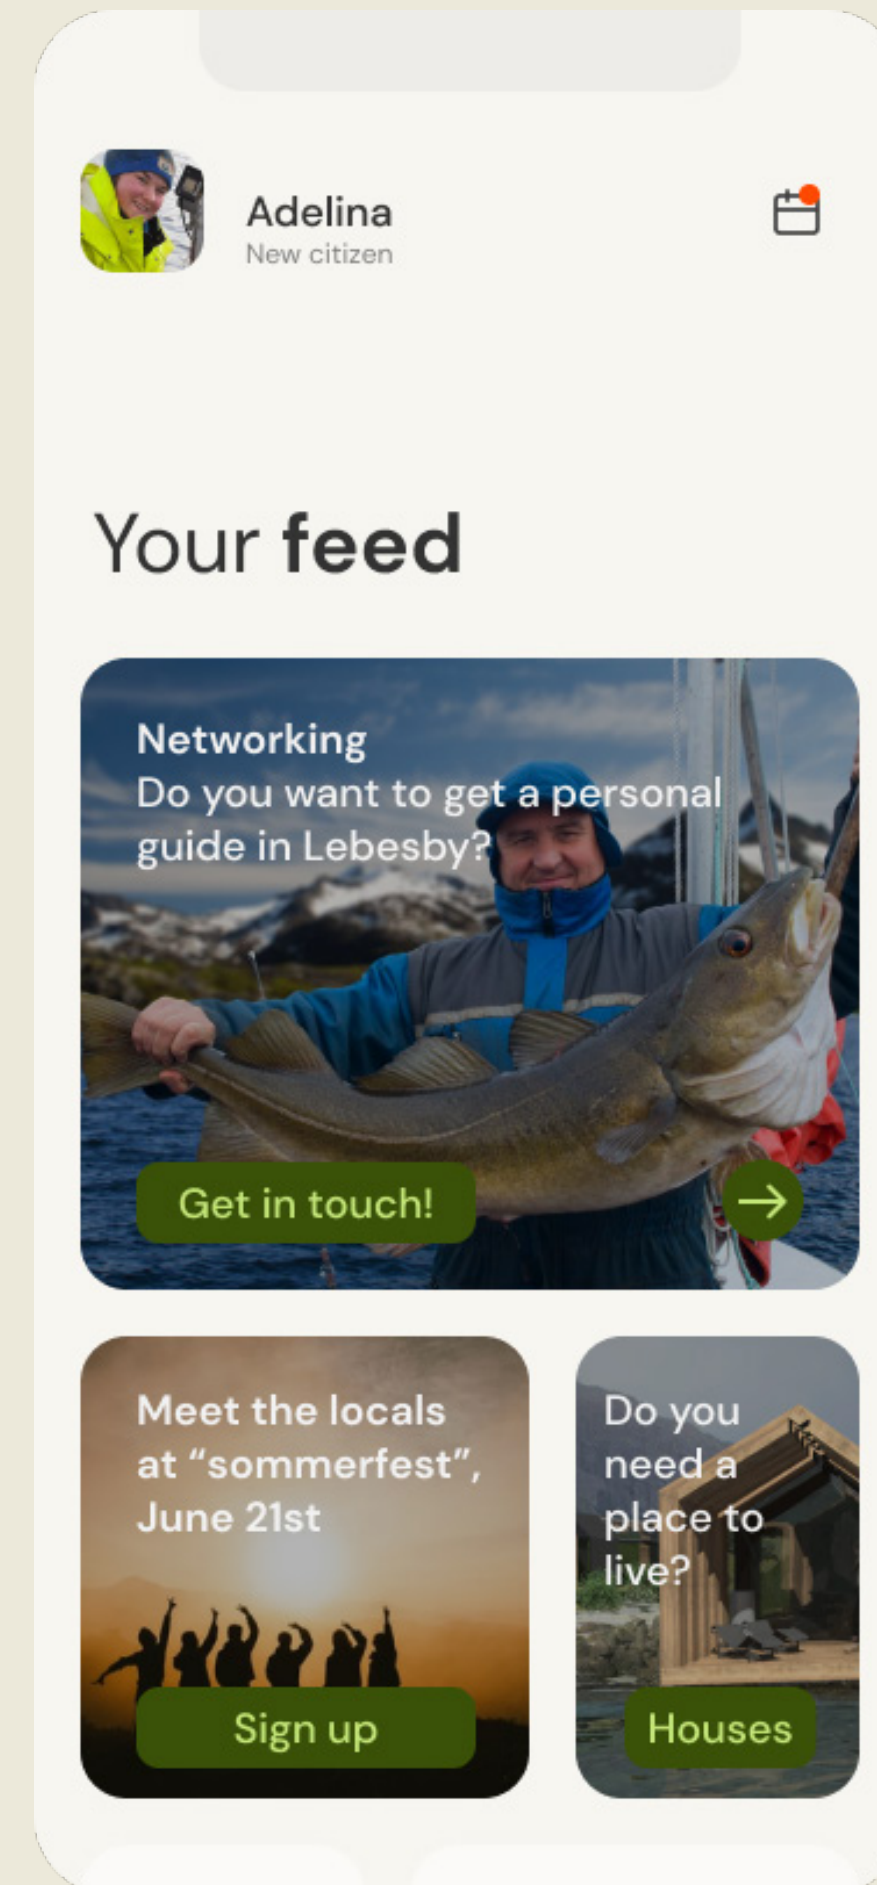 Adelina
New citizen
Your feed
Networking
Do you want to get a personal
guide in Lebesby?
Get in touch!
Meet the locals
at “sommerfest”,
June 21st
Sign up
Do you
need a
place to
live?
Houses